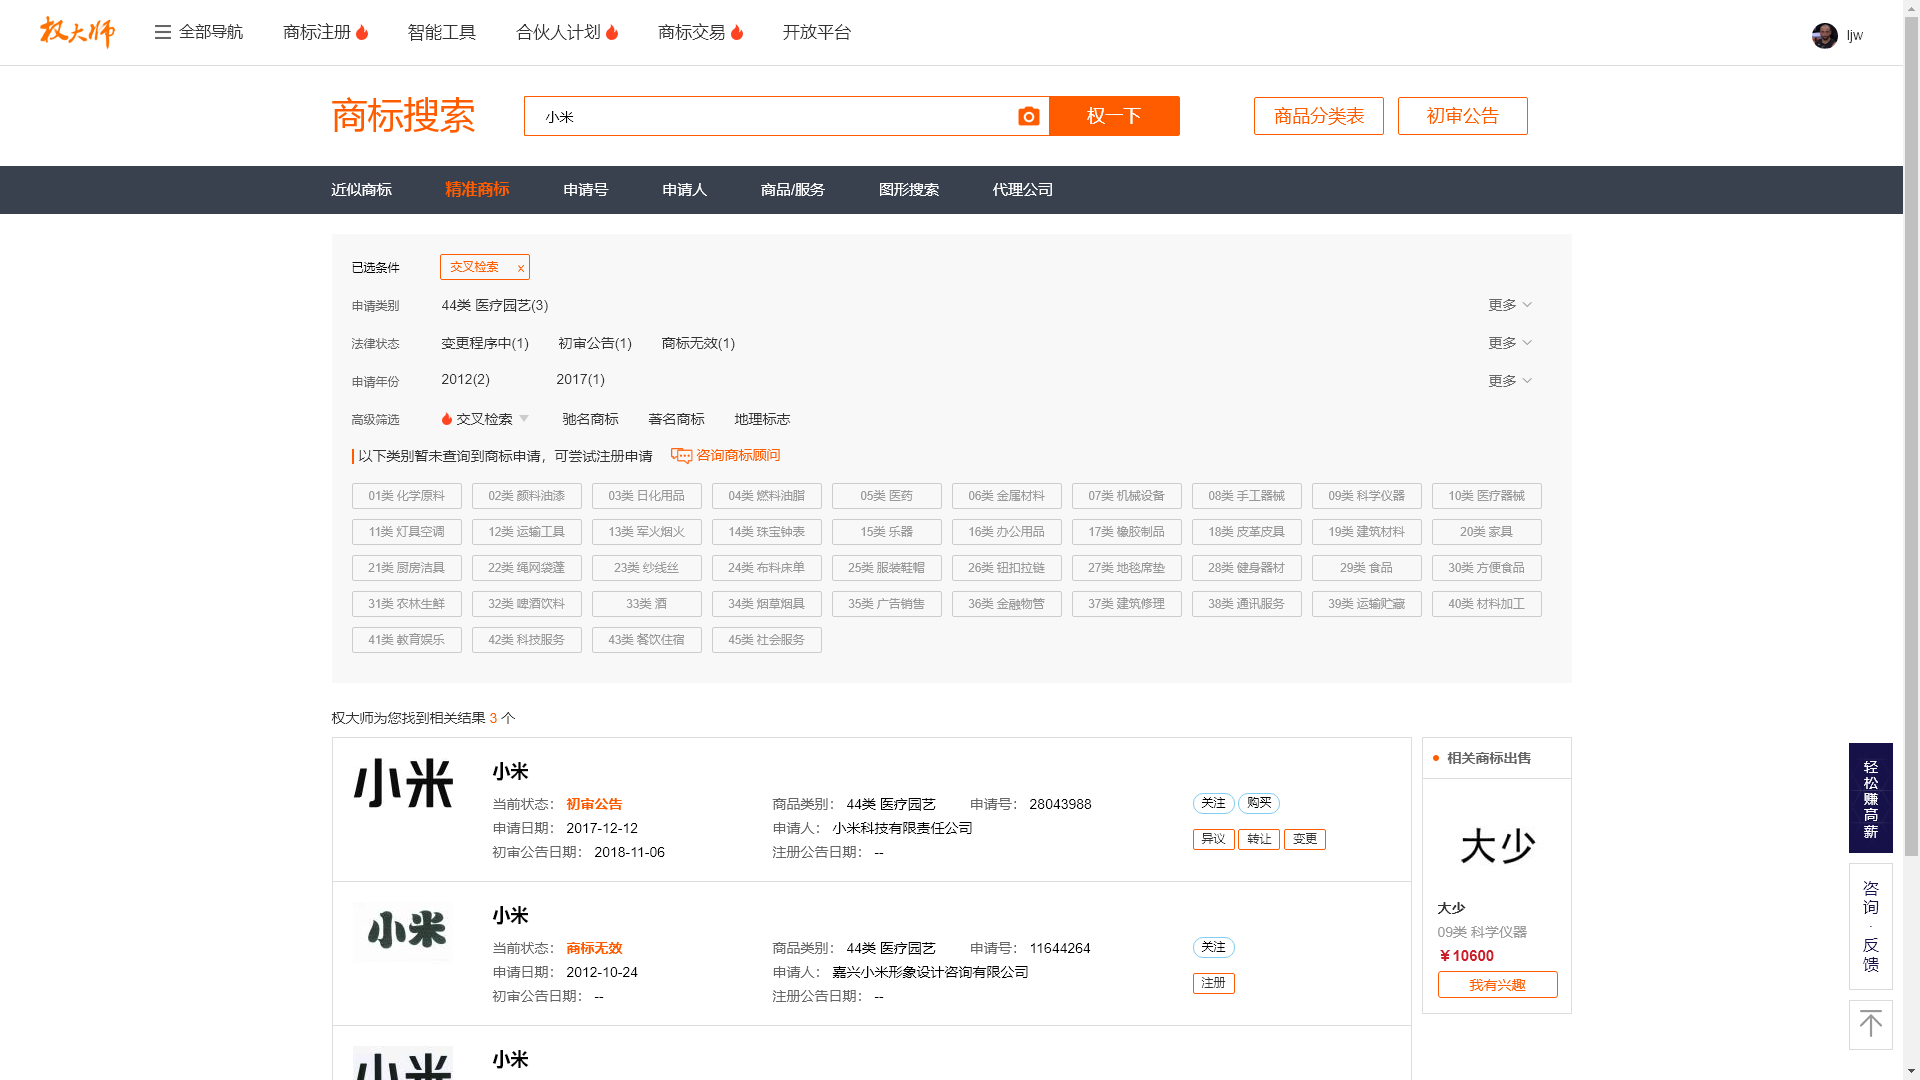 权大师 全部导航 商标注册 智能工具 合伙人计划 商标交易 开放平台 ljw
商标搜索 小米 权一下 商品分类表 初审公告
近似商标 精准商标 申请号 申请人 商品/服务 图形搜索 代理公司
已选条件 交叉检索 x
申请类别 44类 医疗园艺(3) 更多
法律状态 变更程序中(1) 初审公告(1) 商标无效(1) 更多
申请年份 2012(2) 2017(1) 更多
高级筛选 交叉检索 驰名商标 著名商标 地理标志
以下类别暂未查询到商标申请，可尝试注册申请 咨询商标顾问
01类 化学原料 02类 颜料油漆 03类 日化用品 04类 燃料油脂 05类 医药 06类 金属材料 07类 机械设备 08类 手工器械 09类 科学仪器 10类 医疗器械
11类 灯具空调 12类 运输工具 13类 军火烟火 14类 珠宝钟表 15类 乐器 16类 办公用品 17类 橡胶制品 18类 皮革皮具 19类 建筑材料 20类 家具
21类 厨房洁具 22类 绳网袋蓬 23类 纱线丝 24类 布料床单 25类 服装鞋帽 26类 钮扣拉链 27类 地毯席垫 28类 健身器材 29类 食品 30类 方便食品
31类 农林生鲜 32类 啤酒饮料 33类 酒 34类 烟草烟具 35类 广告销售 36类 金融物管 37类 建筑修理 38类 通讯服务 39类 运输贮藏 40类 材料加工
41类 教育娱乐 42类 科技服务 43类 餐饮住宿 45类 社会服务
权大师为您找到相关结果 3 个
小米 小米
当前状态： 初审公告 商品类别： 44类 医疗园艺 申请号： 28043988 关注 购买
申请日期： 2017-12-12 申请人： 小米科技有限责任公司 异议 转让 变更
初审公告日期： 2018-11-06 注册公告日期： --
小米 小米
当前状态： 商标无效 商品类别： 44类 医疗园艺 申请号： 11644264 关注
申请日期： 2012-10-24 申请人： 嘉兴小米形象设计咨询有限公司 注册
初审公告日期： -- 注册公告日期： --
小米 小米
相关商标出售
大少
大少
09类 科学仪器
￥10600
我有兴趣
轻松赚高薪
咨询·反馈